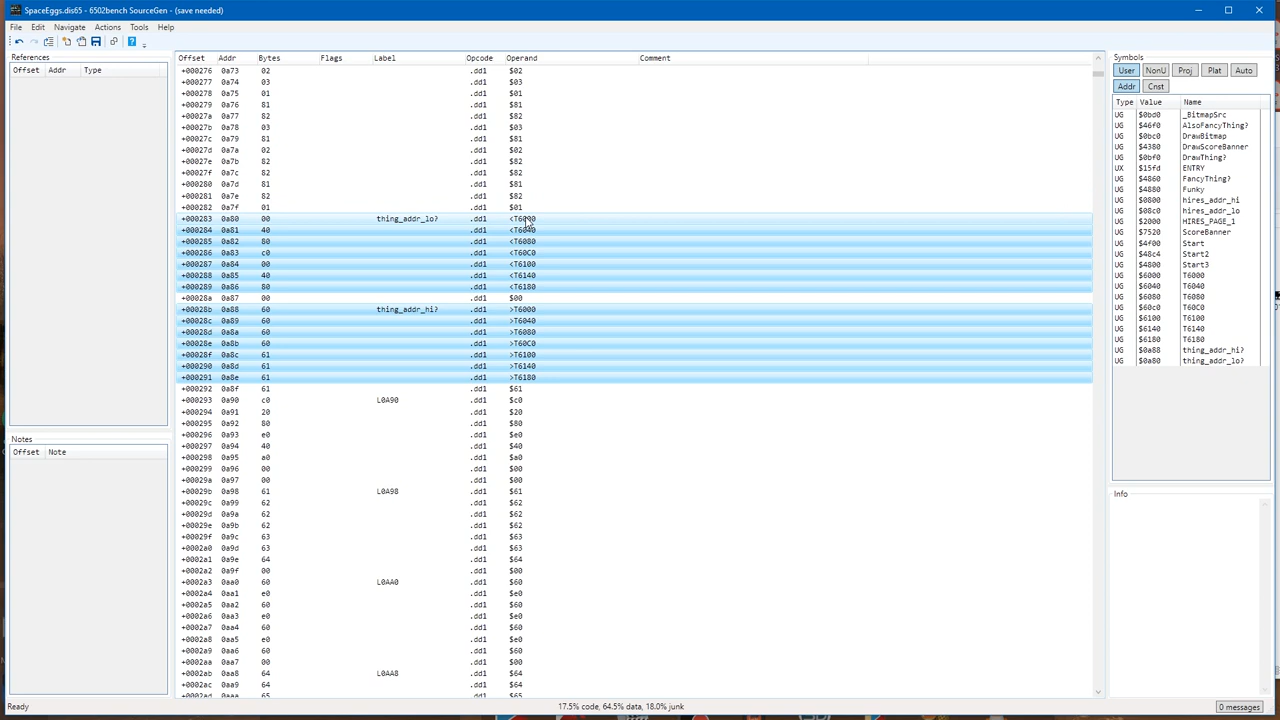 SpaceEggs.dis65 - 6502bench SourceGen - (save needed)
File Edit Navigate Actions Tools Help
References
Offset Addr Type
Notes
Offset Note
Offset Addr Bytes Flags Label Opcode Operand Comment
+000276 0a73 02 .dd1 $02
+000277 0a74 03 .dd1 $03
+000278 0a75 01 .dd1 $01
+000279 0a76 81 .dd1 $81
+00027a 0a77 82 .dd1 $82
+00027b 0a78 03 .dd1 $03
+00027c 0a79 81 .dd1 $81
+00027d 0a7a 02 .dd1 $02
+00027e 0a7b 82 .dd1 $82
+00027f 0a7c 82 .dd1 $82
+000280 0a7d 81 .dd1 $81
+000281 0a7e 82 .dd1 $82
+000282 0a7f 01 .dd1 $01
+000283 0a80 00 thing_addr_lo? .dd1 <T6000
+000284 0a81 40 .dd1 <T6040
+000285 0a82 80 .dd1 <T6080
+000286 0a83 c0 .dd1 <T60C0
+000287 0a84 00 .dd1 <T6100
+000288 0a85 40 .dd1 <T6140
+000289 0a86 80 .dd1 <T6180
+00028a 0a87 00 .dd1 $00
+00028b 0a88 60 thing_addr_hi? .dd1 >T6000
+00028c 0a89 60 .dd1 >T6040
+00028d 0a8a 60 .dd1 >T6080
+00028e 0a8b 60 .dd1 >T60C0
+00028f 0a8c 61 .dd1 >T6100
+000290 0a8d 61 .dd1 >T6140
+000291 0a8e 61 .dd1 >T6180
+000292 0a8f 61 .dd1 $61
+000293 0a90 c0 L0A90 .dd1 $c0
+000294 0a91 20 .dd1 $20
+000295 0a92 80 .dd1 $80
+000296 0a93 e0 .dd1 $e0
+000297 0a94 40 .dd1 $40
+000298 0a95 a0 .dd1 $a0
+000299 0a96 00 .dd1 $00
+00029a 0a97 00 .dd1 $00
+00029b 0a98 61 L0A98 .dd1 $61
+00029c 0a99 62 .dd1 $62
+00029d 0a9a 62 .dd1 $62
+00029e 0a9b 62 .dd1 $62
+00029f 0a9c 63 .dd1 $63
+0002a0 0a9d 63 .dd1 $63
+0002a1 0a9e 64 .dd1 $64
+0002a2 0a9f 00 .dd1 $00
+0002a3 0aa0 60 L0AA0 .dd1 $60
+0002a4 0aa1 e0 .dd1 $e0
+0002a5 0aa2 60 .dd1 $60
+0002a6 0aa3 e0 .dd1 $e0
+0002a7 0aa4 60 .dd1 $60
+0002a8 0aa5 e0 .dd1 $e0
+0002a9 0aa6 60 .dd1 $60
+0002aa 0aa7 00 .dd1 $00
+0002ab 0aa8 64 L0AA8 .dd1 $64
+0002ac 0aa9 64 .dd1 $64
+0002ad 0aaa 65 .dd1 $65
Symbols
User NonU Proj Plat Auto
Addr Cnst
Type Value Name
UG $0bd0 _BitmapSrc
UG $46f0 AlsoFancyThing?
UG $0bc0 DrawBitmap
UG $4380 DrawScoreBanner
UG $0bf0 DrawThing?
UX $15fd ENTRY
UG $4860 FancyThing?
UG $4880 Funky
UG $0800 hires_addr_hi
UG $08c0 hires_addr_lo
UG $2000 HIRES_PAGE_1
UG $7520 ScoreBanner
UG $4f00 Start
UG $48c4 Start2
UG $4800 Start3
UG $6000 T6000
UG $6040 T6040
UG $6080 T6080
UG $60c0 T60C0
UG $6100 T6100
UG $6140 T6140
UG $6180 T6180
UG $0a88 thing_addr_hi?
UG $0a80 thing_addr_lo?
Info
Ready
17.5% code, 64.5% data, 18.0% junk
0 messages